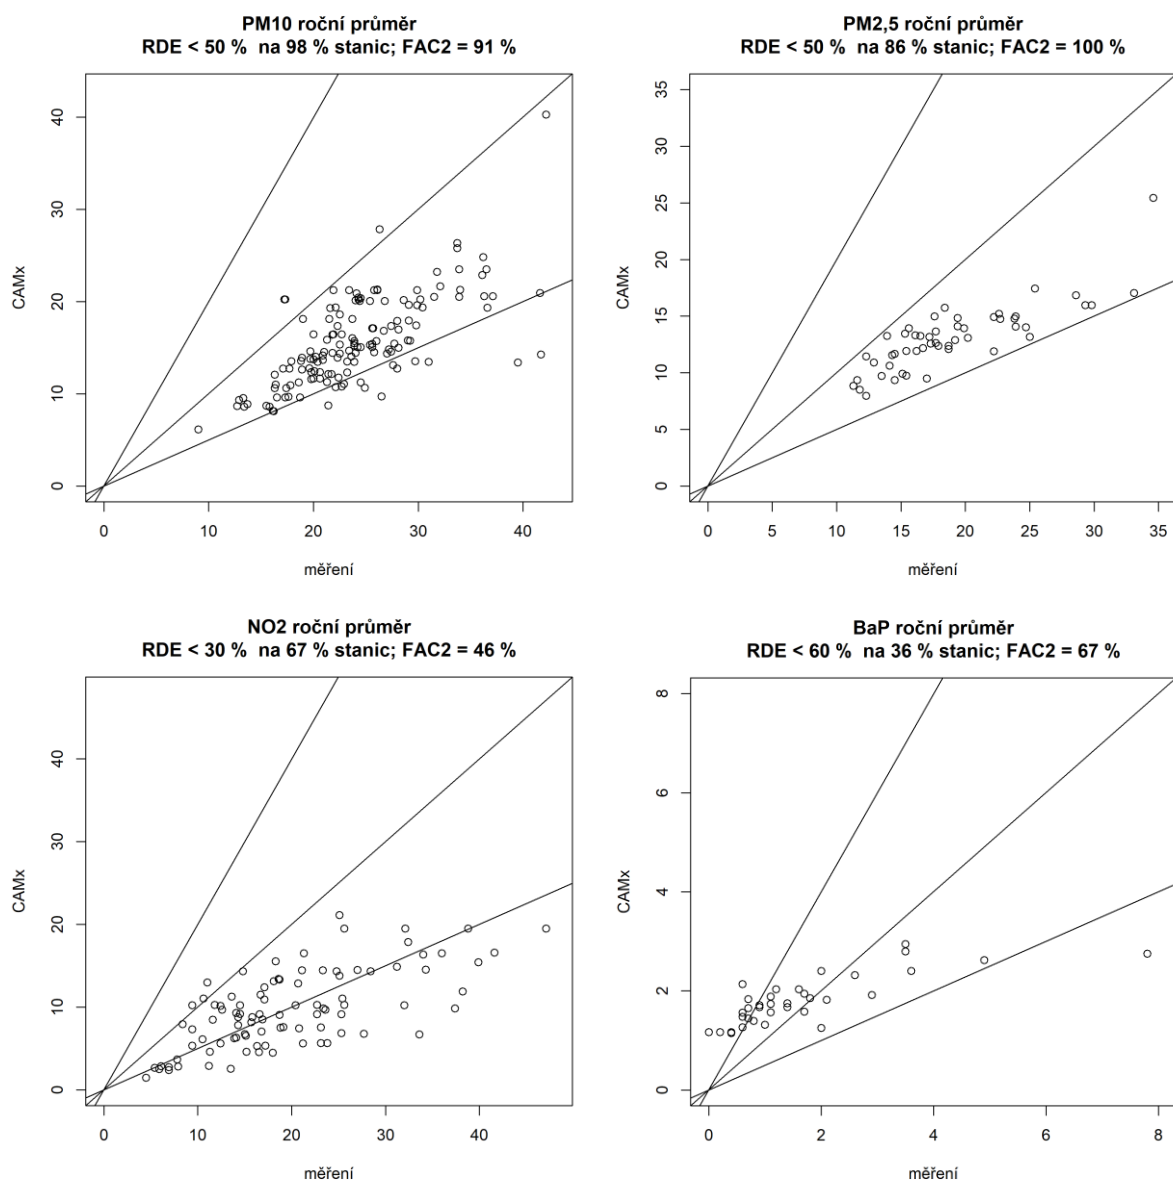 PM10 roční průměr
RDE < 50 %  na 98 % stanic; FAC2 = 91 %
40
30
20
10
0
CAMx
0 10 20 30 40
měření
PM2,5 roční průměr
RDE < 50 %  na 86 % stanic; FAC2 = 100 %
35
30
25
20
15
10
5
0
CAMx
0 5 10 15 20 25 30 35
měření
NO2 roční průměr
RDE < 30 %  na 67 % stanic; FAC2 = 46 %
40
30
20
10
0
CAMx
0 10 20 30 40
měření
BaP roční průměr
RDE < 60 %  na 36 % stanic; FAC2 = 67 %
8
6
4
2
0
CAMx
0 2 4 6 8
měření